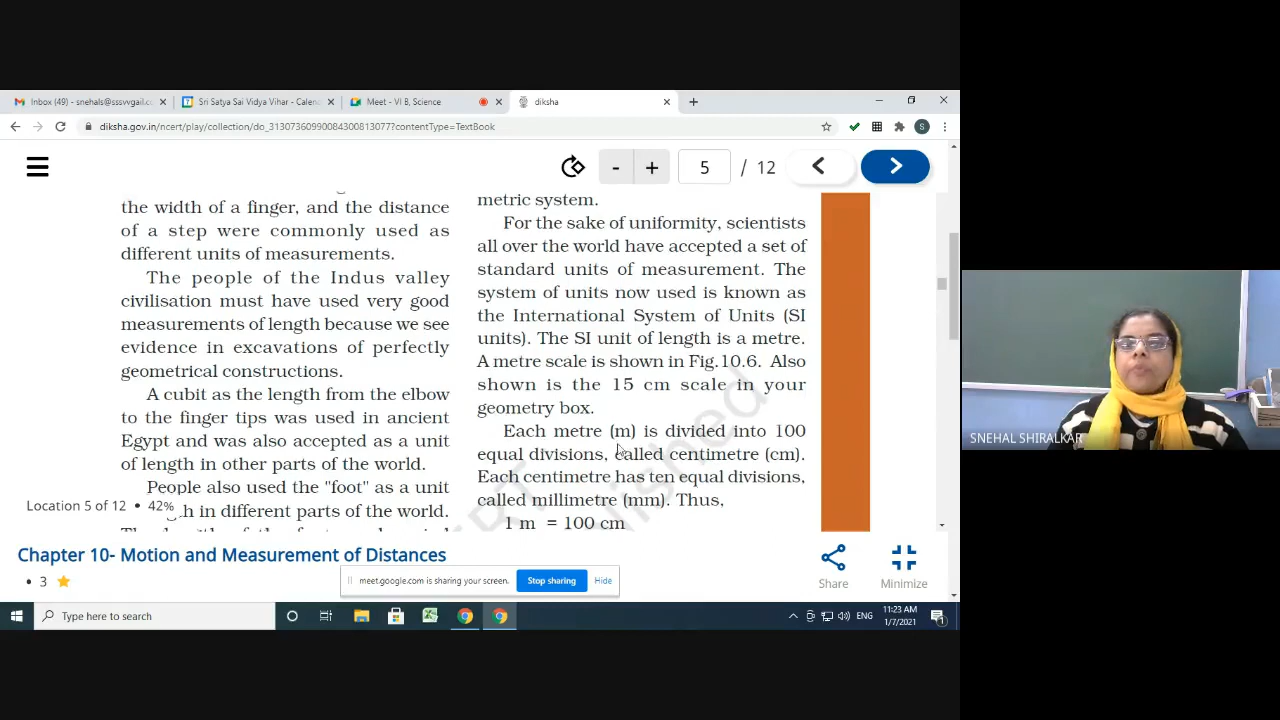 Inbox (49) - snehals@sssvvgail.c
Sri Satya Sai Vidya Vihar - Calen
Meet - VI B, Science
diksha
diksha.gov.in/ncert/play/collection/do_31307360990084300813077?contentType=TextBook
S
- + 5 / 12
the width of a finger, and the distance
of a step were commonly used as
different units of measurements.
The people of the Indus valley
civilisation must have used very good
measurements of length because we see
evidence in excavations of perfectly
geometrical constructions.
A cubit as the length from the elbow
to the finger tips was used in ancient
Egypt and was also accepted as a unit
of length in other parts of the world.
People also used the "foot" as a unit
h in different parts of the world.
metric system.
For the sake of uniformity, scientists
all over the world have accepted a set of
standard units of measurement. The
system of units now used is known as
the International System of Units (SI
units). The SI unit of length is a metre.
A metre scale is shown in Fig.10.6. Also
shown is the 15 cm scale in your
geometry box.
Each metre (m) is divided into 100
equal divisions, called centimetre (cm).
Each centimetre has ten equal divisions,
called millimetre (mm). Thus,
1 m = 100 cm
Location 5 of 12 • 42%
SNEHAL SHIRALKAR
Chapter 10- Motion and Measurement of Distances
• 3
Share
Minimize
meet.google.com is sharing your screen.
Stop sharing
Hide
Type here to search
ENG
11:23 AM
1/7/2021
1